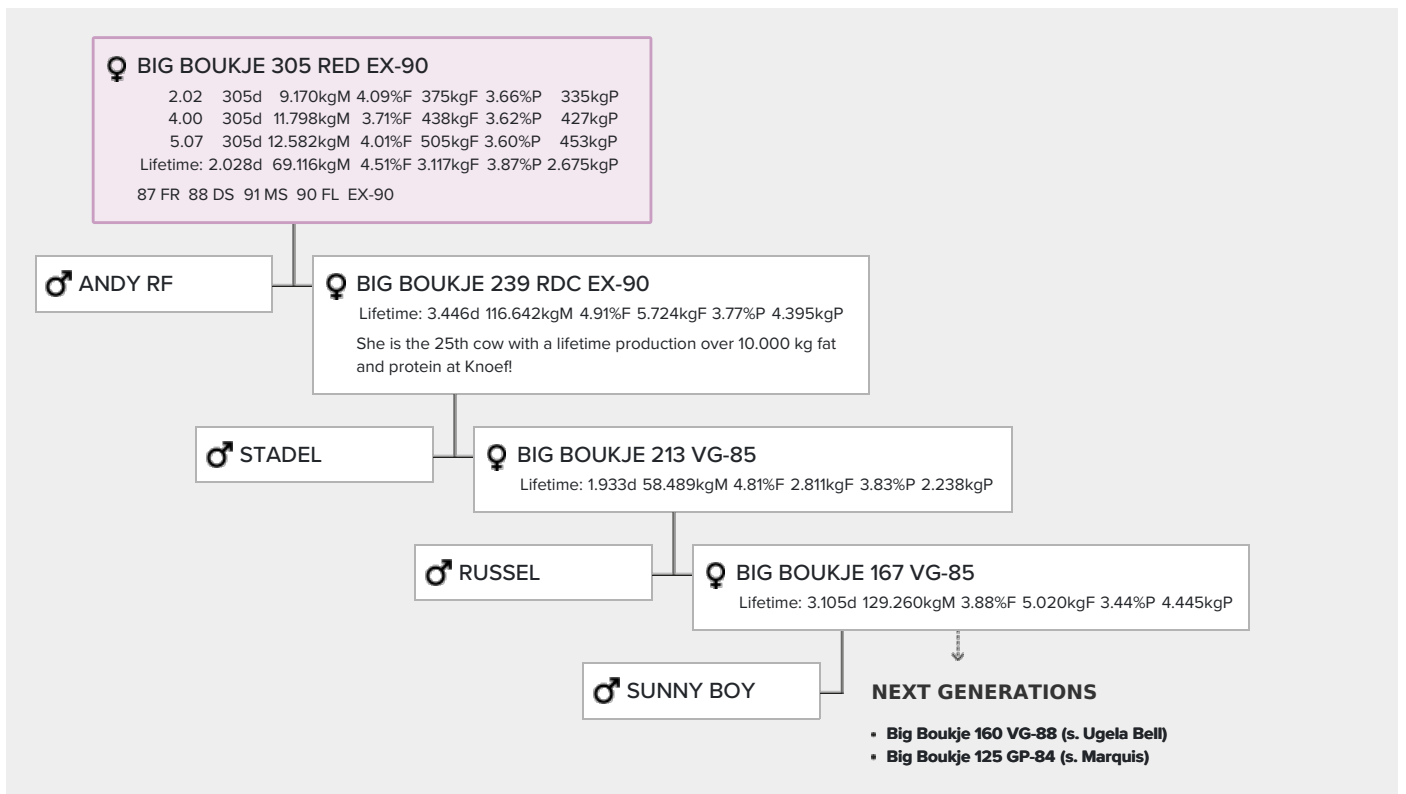 BIG BOUKJE 305 RED EX-90
2.02 305d 9.170kgM 4.09%F 375kgF 3.66%P 335kgP
4.00 305d 11.798kgM 3.71%F 438kgF 3.62%P 427kgP
5.07 305d 12.582kgM 4.01%F 505kgF 3.60%P 453kgP
Lifetime: 2.028d 69.116kgM 4.51%F 3.117kgF 3.87%P 2.675kgP
87 FR 88 DS 91 MS 90 FL EX-90
ANDY RF
BIG BOUKJE 239 RDC EX-90
Lifetime: 3.446d 116.642kgM 4.91%F 5.724kgF 3.77%P 4.395kgP
She is the 25th cow with a lifetime production over 10.000 kg fat
and protein at Knoef!
STADEL
BIG BOUKJE 213 VG-85
Lifetime: 1.933d 58.489kgM 4.81%F 2.811kgF 3.83%P 2.238kgP
RUSSEL
BIG BOUKJE 167 VG-85
Lifetime: 3.105d 129.260kgM 3.88%F 5.020kgF 3.44%P 4.445kgP
SUNNY BOY
NEXT GENERATIONS
• Big Boukje 160 VG-88 (s. Ugela Bell)
• Big Boukje 125 GP-84 (s. Marquis)